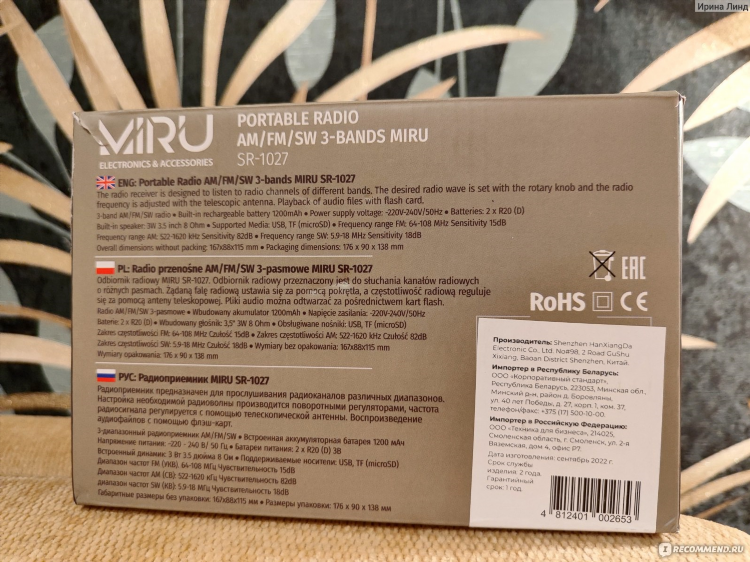 Ирина Линд
MIRU
ELECTRONICS & ACCESSORIES
PORTABLE RADIO
AM/FM/SW 3-BANDS MIRU
SR-1027
ENG: Portable Radio AM/FM/SW 3-bands MIRU SR-1027
The radio receiver is designed to listen to radio channels of different bands. The desired radio wave is set with the rotary knob and the radio
frequency is adjusted with the telescopic antenna. Playback of audio files with flash card.
3-band AM/FM/SW radio • Built-in rechargeable battery 1200mAh • Power supply voltage: ~220V-240V/50Hz • Batteries: 2 x R20 (D)
Built-in speaker: 3W 3.5 inch 8 Ohm • Supported Media: USB, TF (microSD) • Frequency range FM: 64-108 MHz Sensitivity 15dB
Frequency range AM: 522-1620 kHz Sensitivity 82dB • Frequency range SW: 5.9-18 MHz Sensitivity 18dB
Overall dimensions without packing: 167x88x115 mm • Packaging dimensions: 176 x 90 x 138 mm
PL: Radio przenośne AM/FM/SW 3-pasmowe MIRU SR-1027
Odbiornik radiowy MIRU SR-1027. Odbiornik radiowy przeznaczony jest do słuchania kanałów radiowych
o różnych pasmach. Żądaną falę radiową ustawia się za pomocą pokrętła, a częstotliwość radiową reguluje
się za pomocą anteny teleskopowej. Pliki audio można odtwarzać za pośrednictwem kart flash.
Radio AM/FM/SW 3-pasmowe • Wbudowany akumulator 1200mAh • Napięcie zasilania: ~220V-240V/50Hz
Baterie: 2 x R20 (D) • Wbudowany głośnik: 3,5" 3W 8 Ohm • Obsługiwane nośniki: USB, TF (microSD)
Zakres częstotliwości FM: 64-108 MHz Czułość 15dB • Zakres częstotliwości AM: 522-1620 kHz Czułość 82dB
Zakres częstotliwości SW: 5.9-18 MHz Czułość 18dB • Wymiary bez opakowania: 167x88x115 mm
Wymiary opakowania: 176 x 90 x 138 mm
РУС: Радиоприемник MIRU SR-1027
Радиоприемник предназначен для прослушивания радиоканалов различных диапазонов.
Настройка необходимой радиоволны производится поворотными регуляторами, частота
радиосигнала регулируется с помощью телескопической антенны. Воспроизведение
аудиофайлов с помощью флэш-карт.
3-диапазонный радиоприемник AM/FM/SW • Встроенная аккумуляторная батарея 1200 мАч
Напряжение питания: ~220 - 240 В/ 50 Гц • Батареи питания: 2 x R20 (D) 3В
Встроенный динамик: 3 Вт 3.5 дюйма 8 Ом • Поддерживаемые носители: USB, TF (microSD)
Диапазон частот FM (УКВ): 64-108 МГц Чувствительность 15дБ
Диапазон частот AM (СВ): 522-1620 кГц Чувствительность 82dB
Диапазон частот SW (КВ): 5.9-18 МГц Чувствительность 18dB
Габаритные размеры без упаковки: 167x88x115 мм • Размеры упаковки: 176 x 90 x 138 мм
EAC
RoHS CE
Производитель: Shenzhen HanXiangDa
Electronic Co., Ltd. No#98, 2 Road GuShu
Xixiang, Baoan District Shenzhen, Китай.
Импортер в Республику Беларусь:
ООО «Корпоративный стандарт»,
Республика Беларусь, 223053, Минская обл.,
Минский р-н, район д. Боровляны,
ул. 40 лет Победы, д. 27, корп. 1, ком. 37,
телефон/факс: +375 (17) 500-10-00.
Импортер в Российскую Федерацию:
ООО «Техника для бизнеса», 214025,
Смоленская область, г. Смоленск, ул. 2-я
Вяземская, дом 4, офис 97.
Дата изготовления: сентябрь 2022 г.
Срок службы
изделия: 2 года.
Гарантийный
срок: 1 год.
4 812401 002653
I RECOMMEND.RU